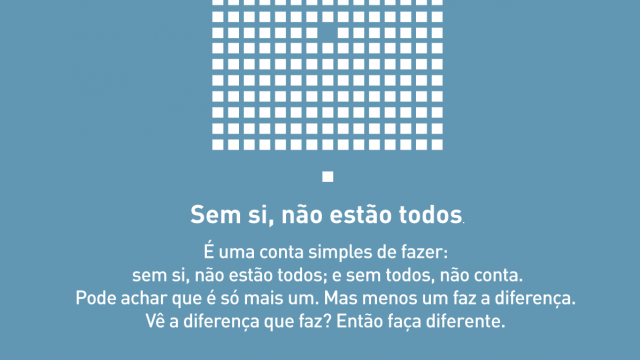 Sem si, não estão todos.
É uma conta simples de fazer:
sem si, não estão todos; e sem todos, não conta.
Pode achar que é só mais um. Mas menos um faz a diferença.
Vê a diferença que faz? Então faça diferente.